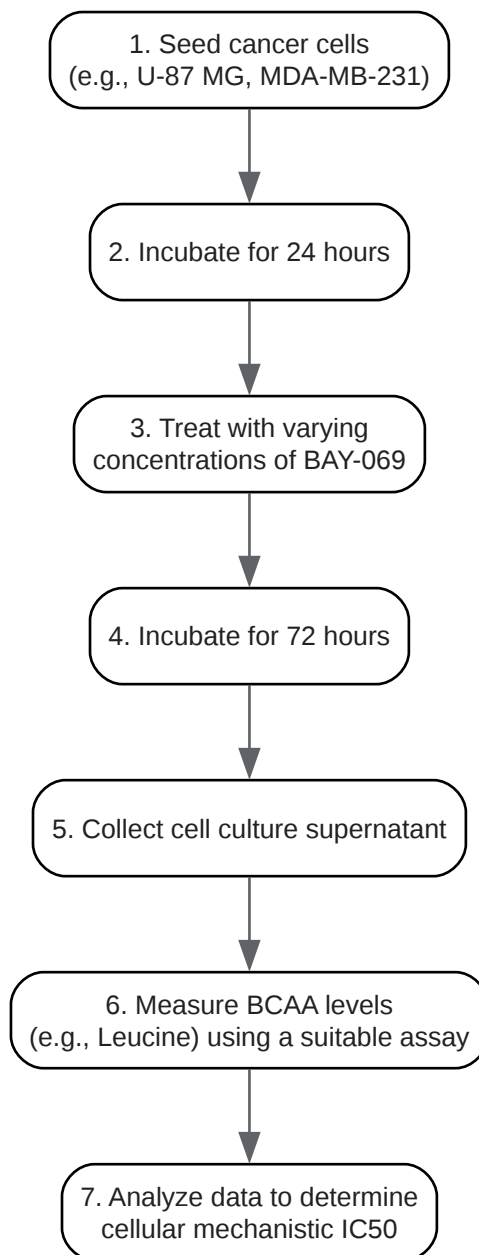 1. Seed cancer cells
(e.g., U-87 MG, MDA-MB-231)
2. Incubate for 24 hours
3. Treat with varying
concentrations of BAY-069
4. Incubate for 72 hours
5. Collect cell culture supernatant
6. Measure BCAA levels
(e.g., Leucine) using a suitable assay
7. Analyze data to determine
cellular mechanistic IC50